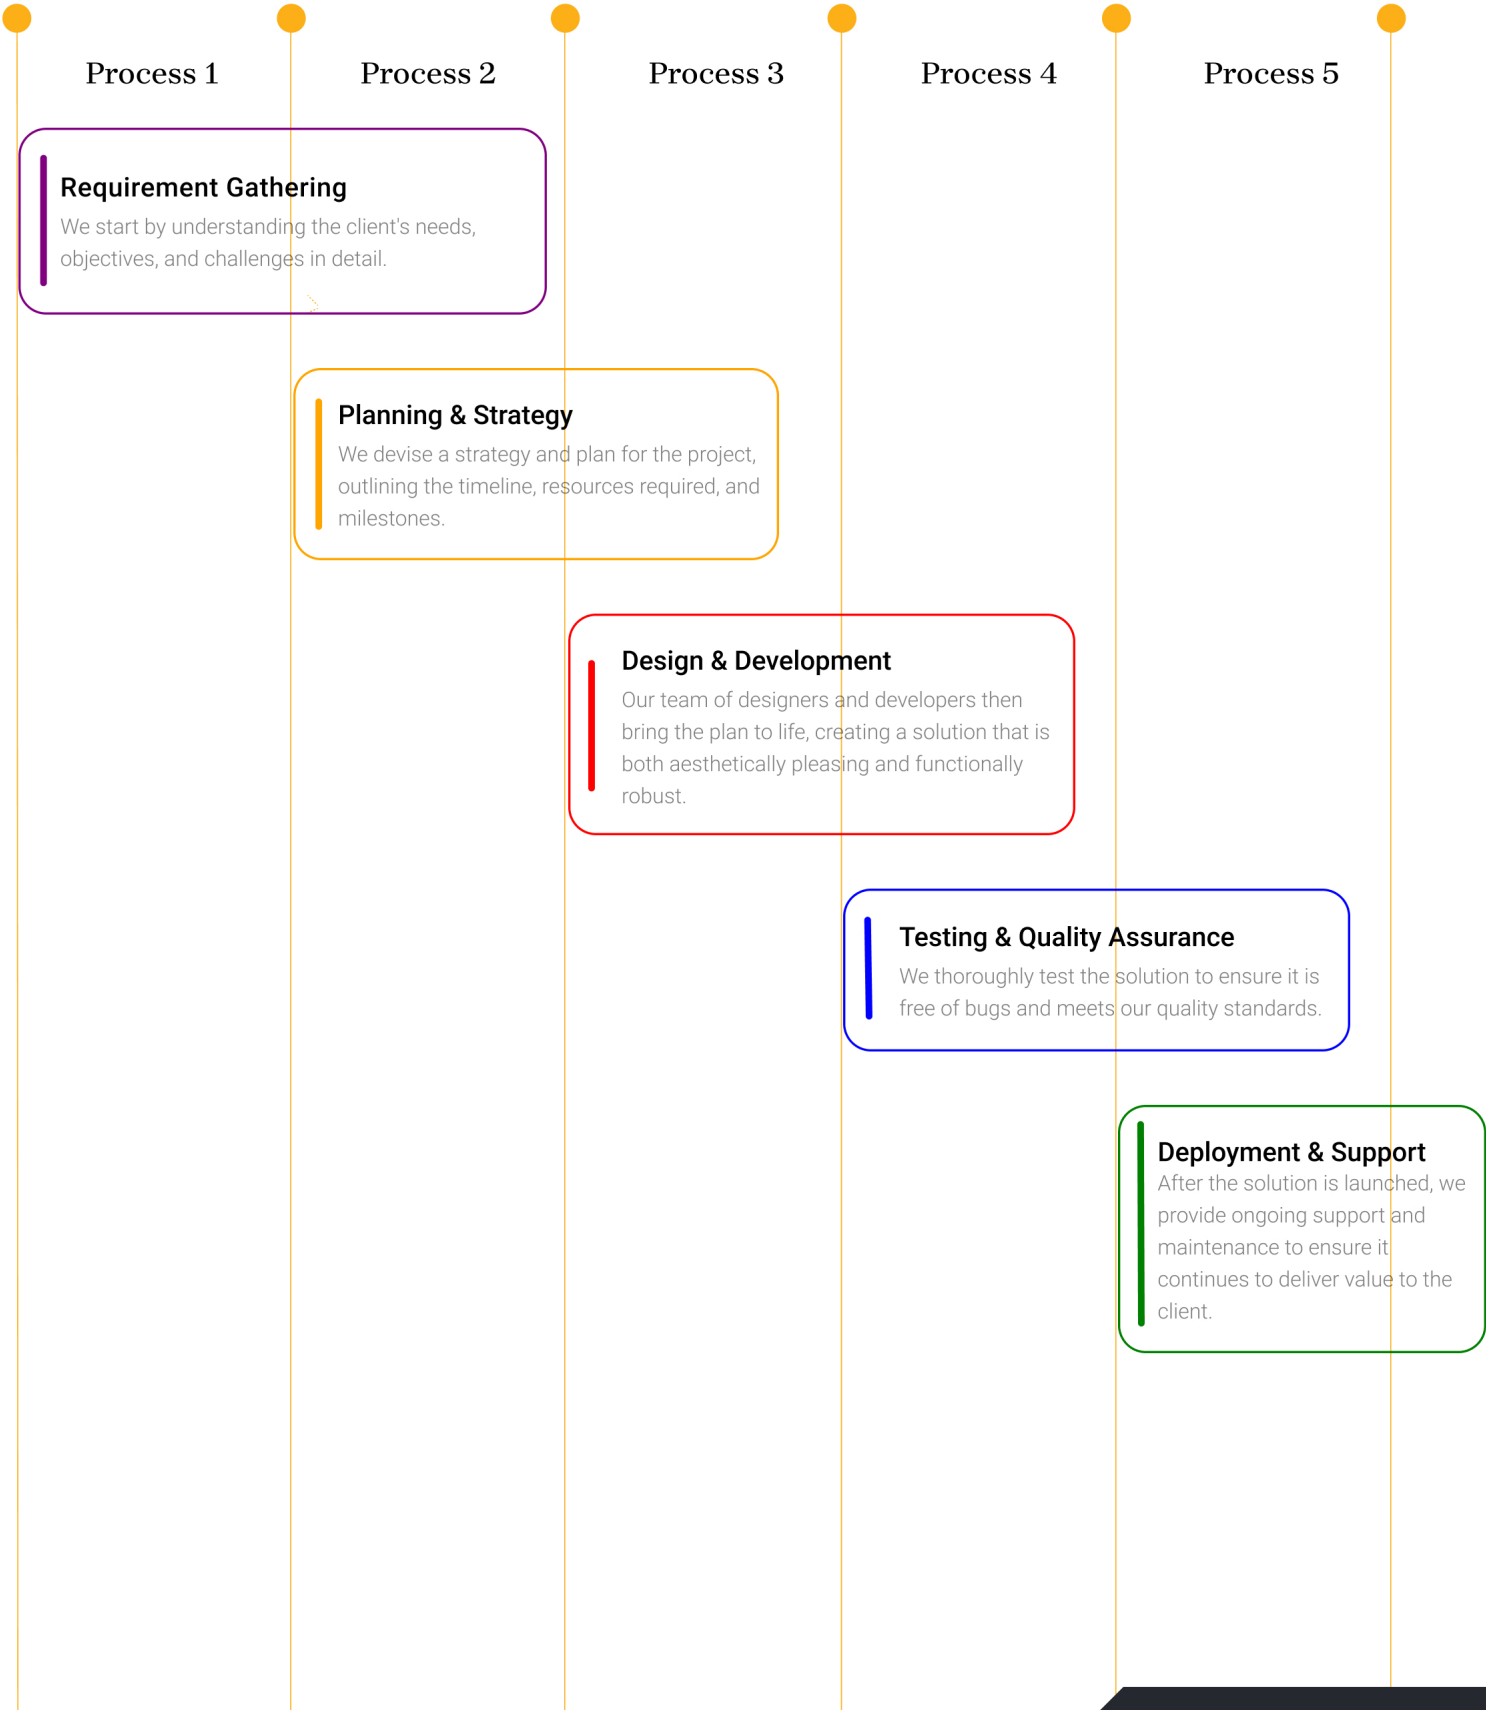 Process 1
Process 2
Process 3
Process 4
Process 5
Requirement Gathering
We start by understanding the client's needs,
objectives, and challenges in detail.
Planning & Strategy
We devise a strategy and plan for the project,
outlining the timeline, resources required, and
milestones.
Design & Development
Our team of designers and developers then
bring the plan to life, creating a solution that is
both aesthetically pleasing and functionally
robust.
Testing & Quality Assurance
We thoroughly test the solution to ensure it is
free of bugs and meets our quality standards.
Deployment & Support
After the solution is launched, we
provide ongoing support and
maintenance to ensure it
continues to deliver value to the
client.